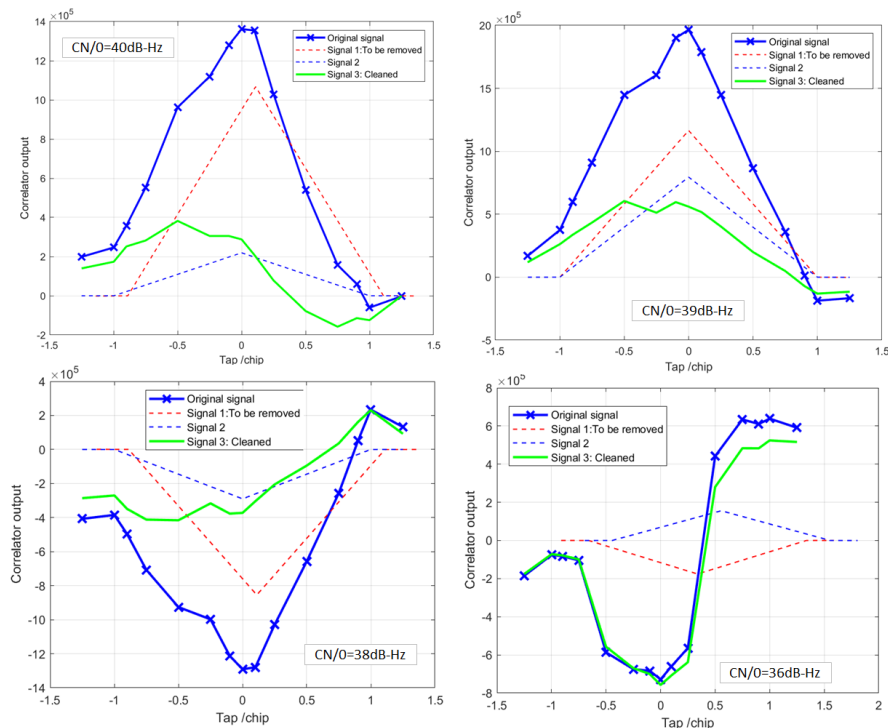 ×10⁵
CN/0=40dB-Hz
Original signal
Signal 1:To be removed
Signal 2
Signal 3: Cleaned
Correlator output
14
12
10
8
6
4
2
0
-2
-1.5
-1
-0.5
0
0.5
1
1.5
Tap /chip
×10⁵
Original signal
Signal 1:To be removed
Signal 2
Signal 3: Cleaned
CN/0=39dB-Hz
Correlator output
20
15
10
5
0
-5
-1.5
-1
-0.5
0
0.5
1
1.5
Tap /chip
×10⁵
Original signal
Signal 1:To be removed
Signal 2
Signal 3: Cleaned
CN/0=38dB-Hz
Correlator output
4
2
0
-2
-4
-6
-8
-10
-12
-14
-1.5
-1
-0.5
0
0.5
1
1.5
Tap /chip
×10⁵
Original signal
Signal 1:To be removed
Signal 2
Signal 3: Cleaned
CN/0=36dB-Hz
Correlator output
8
6
4
2
0
-2
-4
-6
-8
-1.5
-1
-0.5
0
0.5
1
1.5
2
Tap /chip